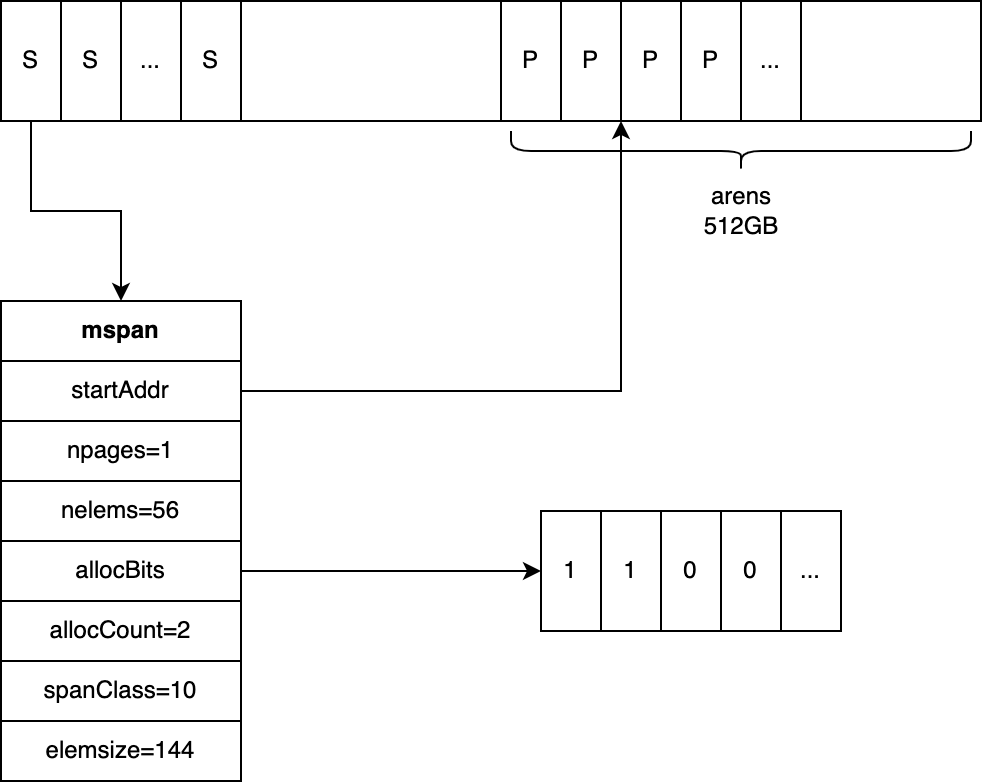 S S ... S P P P P ...
arens
512GB
mspan
startAddr
npages=1
nelems=56
allocBits
1 1 0 0 ...
allocCount=2
spanClass=10
elemsize=144